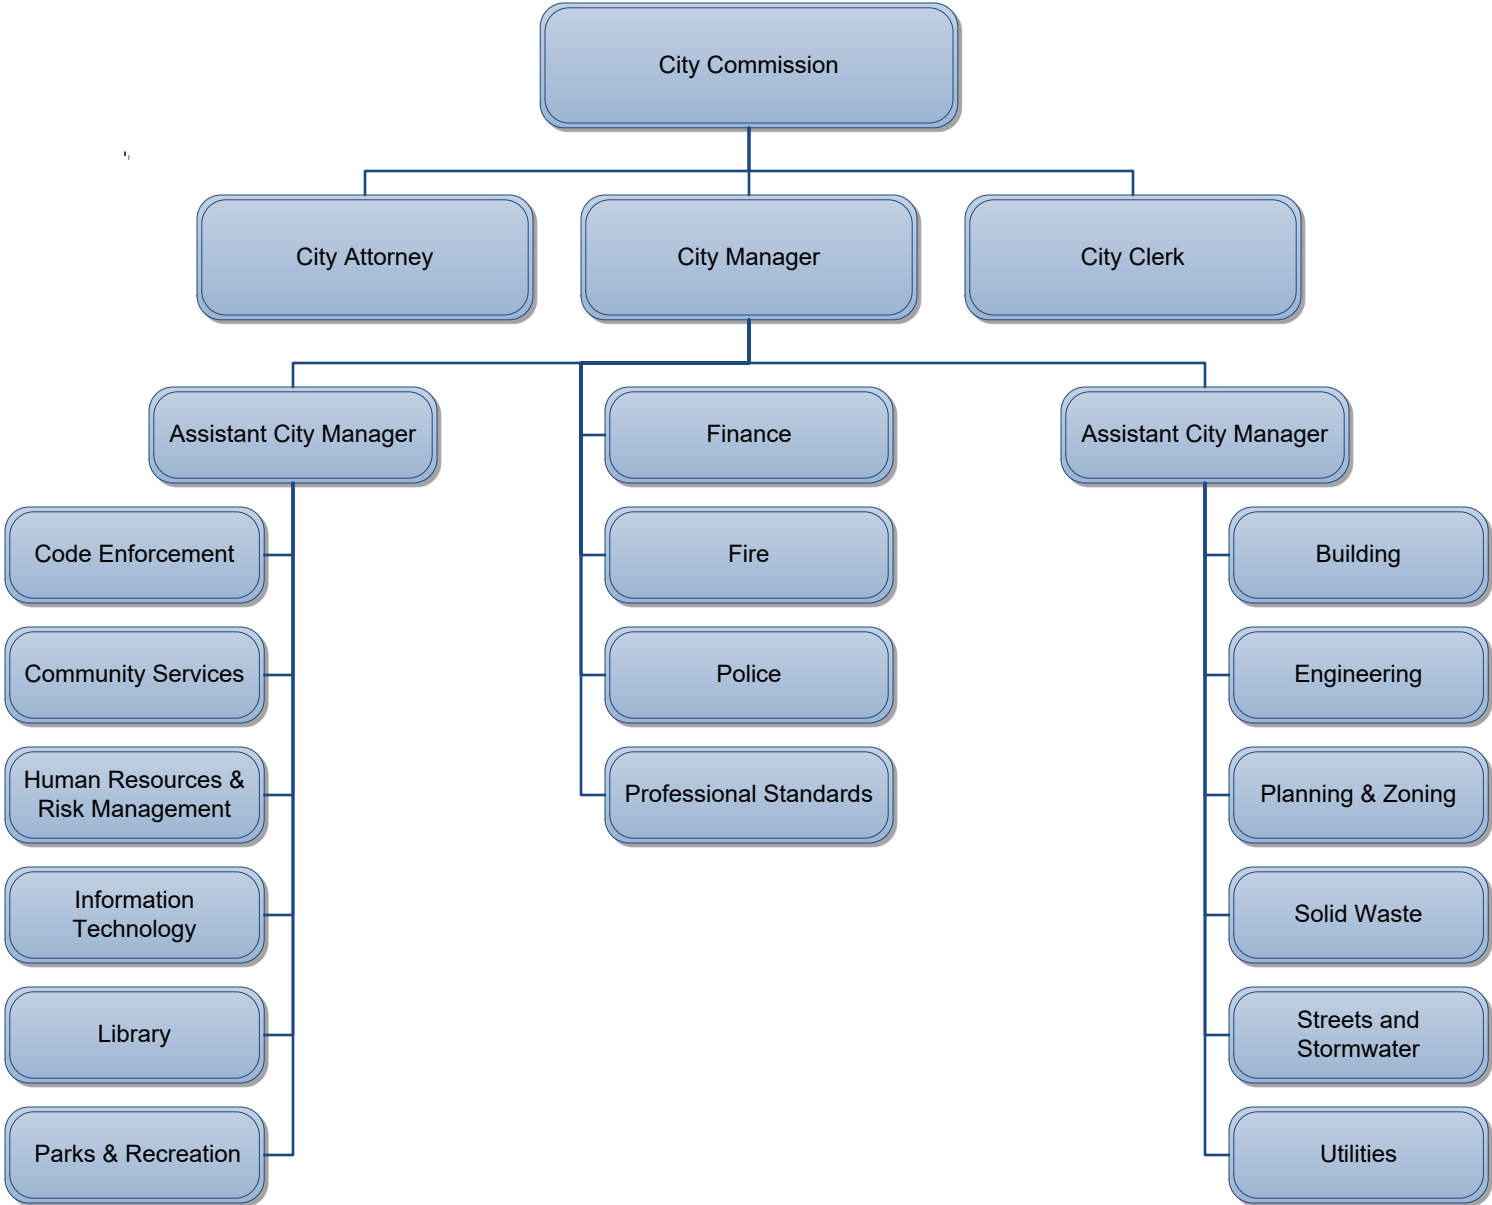 City Commission
City Attorney
City Manager
City Clerk
Assistant City Manager
Finance
Assistant City Manager
Code Enforcement
Fire
Building
Community Services
Police
Engineering
Human Resources &
Risk Management
Professional Standards
Planning & Zoning
Information
Technology
Solid Waste
Library
Streets and
Stormwater
Parks & Recreation
Utilities